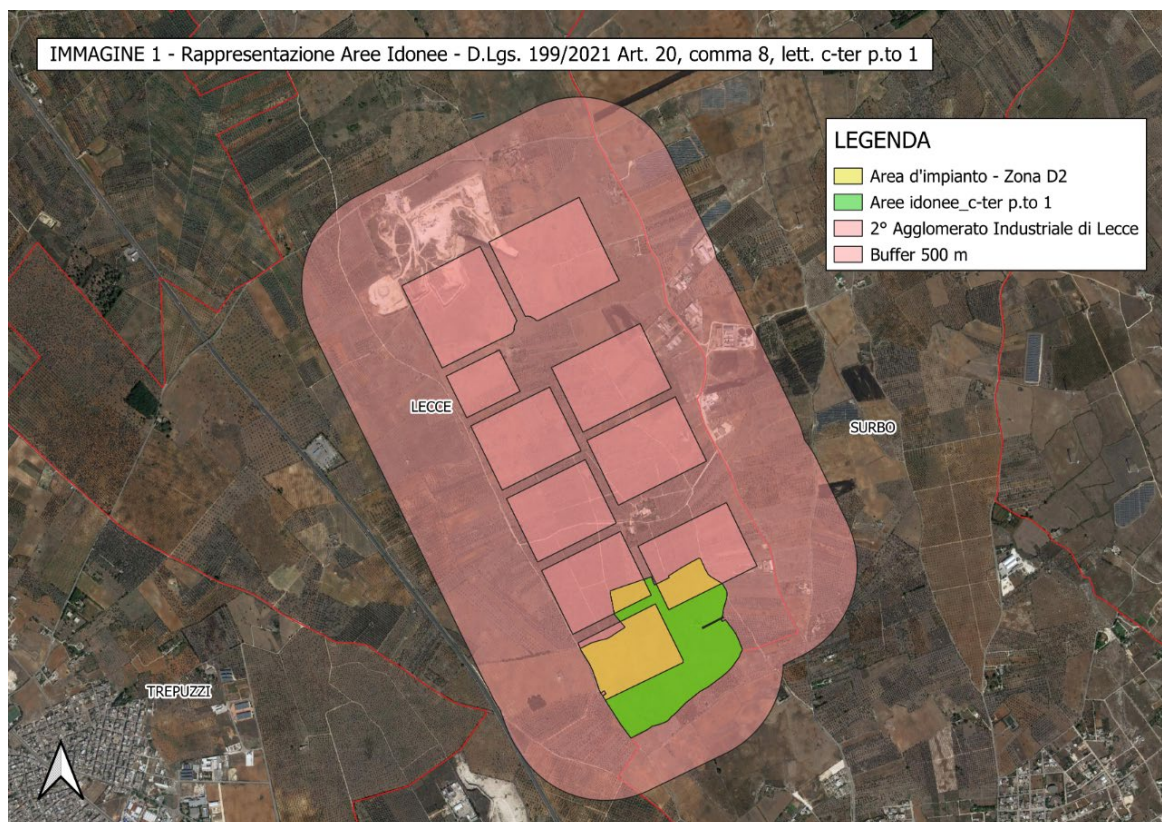 IMMAGINE 1 - Rappresentazione Aree Idonee - D.Lgs. 199/2021 Art. 20, comma 8, lett. c-ter p.to 1
LEGENDA
Area d'impianto - Zona D2
Aree idonee_c-ter p.to 1
2° Agglomerato Industriale di Lecce
Buffer 500 m
LECCE
SURBO
TREPUZZI